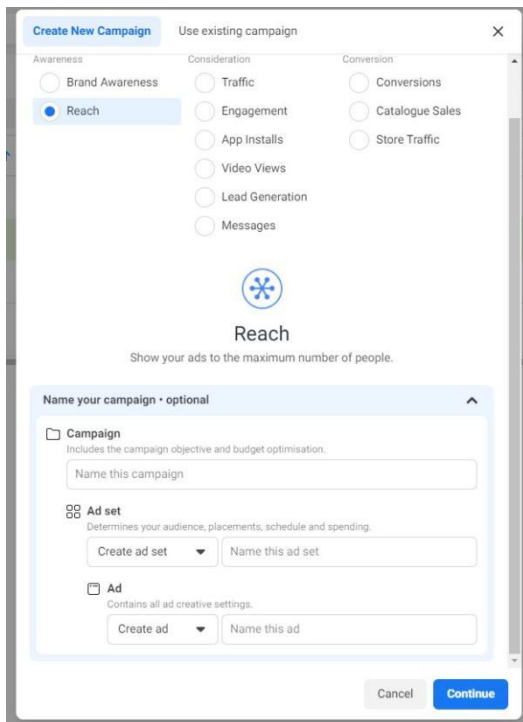 Create New Campaign Use existing campaign
Awareness Consideration Conversion
Brand Awareness Traffic Conversions
Reach Engagement Catalogue Sales
App Installs Store Traffic
Video Views
Lead Generation
Messages
Reach
Show your ads to the maximum number of people.
Name your campaign • optional
Campaign
Includes the campaign objective and budget optimisation.
Name this campaign
Ad set
Determines your audience, placements, schedule and spending.
Create ad set Name this ad set
Ad
Contains all ad creative settings.
Create ad Name this ad
Cancel Continue